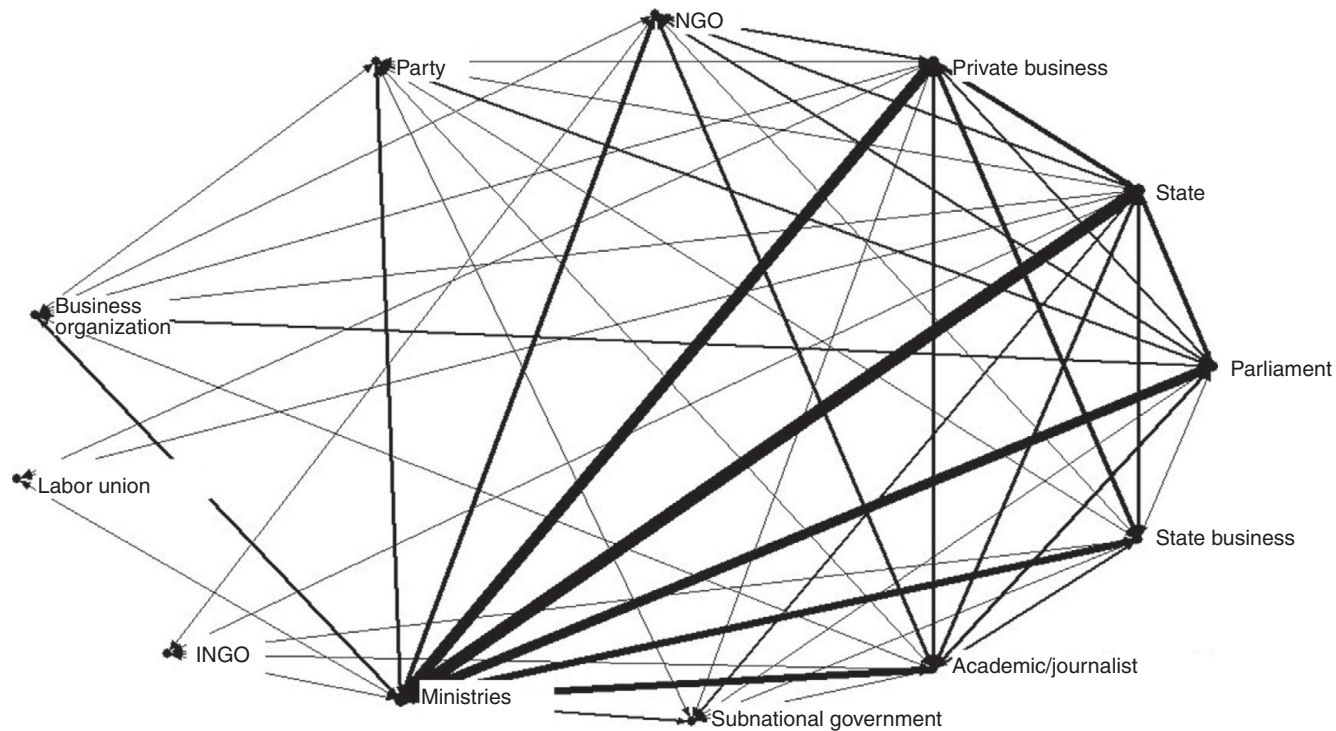 NGO
Party
Private business
State
Business
organization
Parliament
Labor union
State business
INGO
Academic/journalist
Ministries
Subnational government